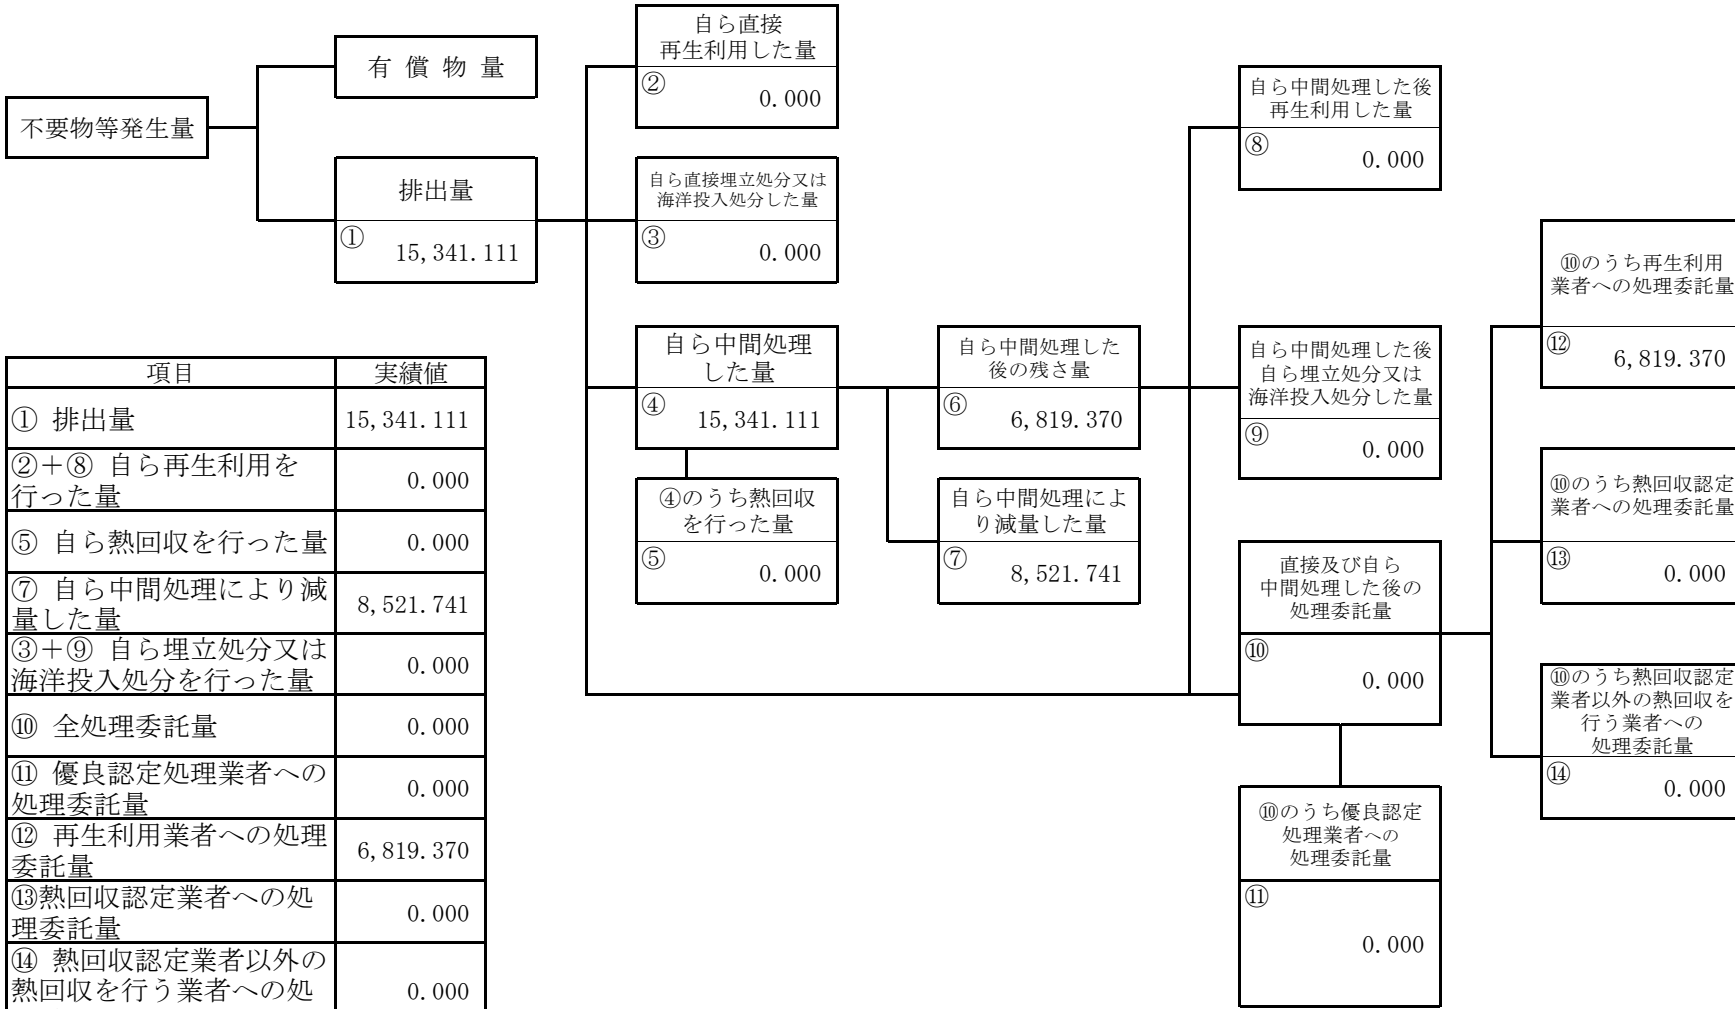 不要物等発生量
有 償 物 量
排出量
①
15,341.111
自ら直接
再生利用した量
②
0.000
自ら直接埋立処分又は
海洋投入処分した量
③
0.000
自ら中間処理
した量
④
15,341.111
④のうち熱回収
を行った量
⑤
0.000
自ら中間処理した
後の残さ量
⑥
6,819.370
自ら中間処理によ
り減量した量
⑦
8,521.741
自ら中間処理した後
再生利用した量
⑧
0.000
自ら中間処理した後
自ら埋立処分又は
海洋投入処分した量
⑨
0.000
直接及び自ら
中間処理した後の
処理委託量
⑩
0.000
⑩のうち優良認定
処理業者への
処理委託量
⑪
0.000
⑩のうち再生利用
業者への処理委託量
⑫
6,819.370
⑩のうち熱回収認定
業者への処理委託量
⑬
0.000
⑩のうち熱回収認定
業者以外の熱回収を
行う業者への
処理委託量
⑭
0.000
項目 実績値
① 排出量 15,341.111
②＋⑧ 自ら再生利用を
行った量 0.000
⑤ 自ら熱回収を行った量 0.000
⑦ 自ら中間処理により減
量した量 8,521.741
③＋⑨ 自ら埋立処分又は
海洋投入処分を行った量 0.000
⑩ 全処理委託量 0.000
⑪ 優良認定処理業者への
処理委託量 0.000
⑫ 再生利用業者への処理
委託量 6,819.370
⑬熱回収認定業者への処
理委託量 0.000
⑭ 熱回収認定業者以外の
熱回収を行う業者への処 0.000